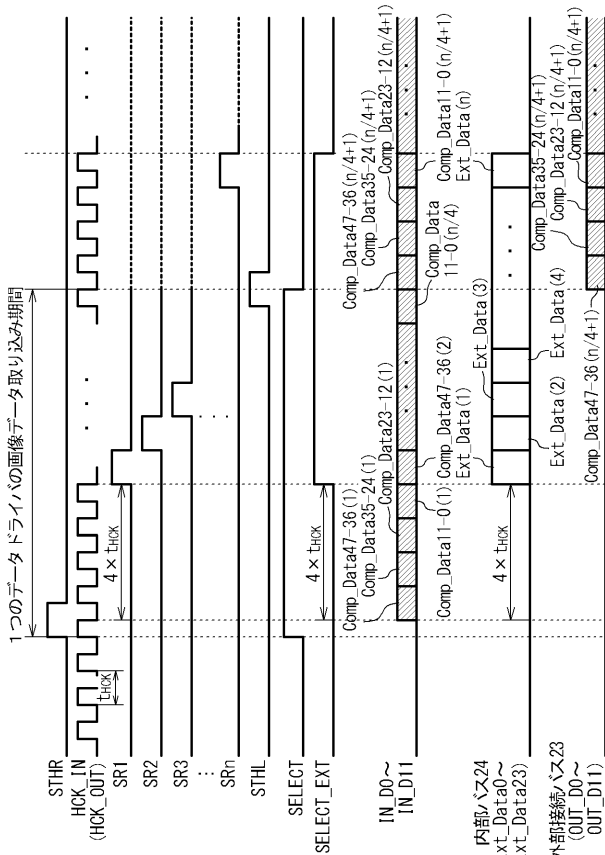 1つのデータドライバの画像データ取り込み期間
STHR
HCK_IN
(HCK_OUT)
tHCK
SR1
4×tHCK
SR2
SR3
⋮
SRn
STHL
SELECT
SELECT_EXT
4×tHCK
Comp_Data47-36(1)
Comp_Data35-24(1)
Comp_Data23-12(1)
Comp_Data47-36(n/4+1)
Comp_Data35-24(n/4+1)
Comp_Data23-12(n/4+1)
IN_D0～
IN_D11
Comp_Data11-0(1)
Comp_Data47-36(2)
Comp_Data
11-0(n/4)
Comp_Data11-0(n/4+1)
Ext_Data(1)
Ext_Data(3)
Ext_Data(n)
内部バス24
xt_Data0～
xt_Data23)
4×tHCK
Ext_Data(2)
Ext_Data(4)
Comp_Data35-24(n/4+1)
Comp_Data23-12(n/4+1)
Comp_Data11-0(n/4+1)
部接続バス23
(OUT_D0～
OUT_D11
Comp_Data47-36(n/4+1)